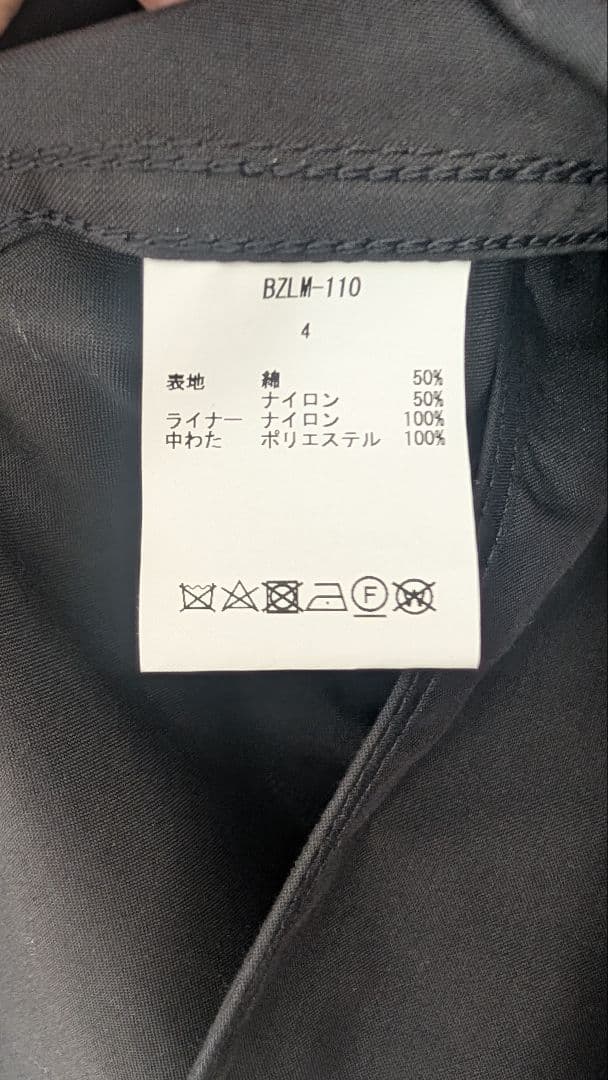 BZLM-110
4
表地 綿 50%
ナイロン 50%
ライナー ナイロン 100%
中わた ポリエステル 100%
F
W